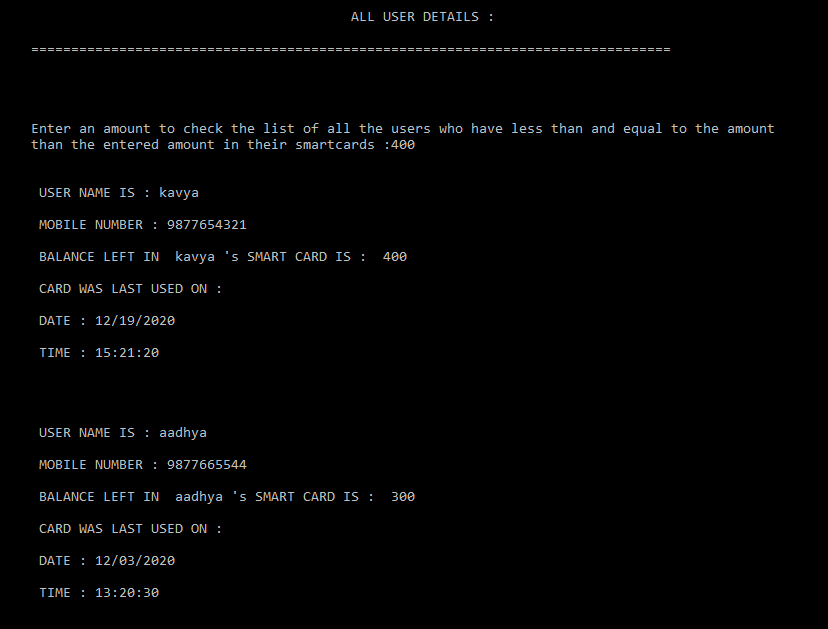 ALL USER DETAILS :
================================================================================
Enter an amount to check the list of all the users who have less than and equal to the amount
than the entered amount in their smartcards :400
USER NAME IS : kavya
MOBILE NUMBER : 9877654321
BALANCE LEFT IN  kavya 's SMART CARD IS :  400
CARD WAS LAST USED ON :
DATE : 12/19/2020
TIME : 15:21:20
USER NAME IS : aadhya
MOBILE NUMBER : 9877665544
BALANCE LEFT IN  aadhya 's SMART CARD IS :  300
CARD WAS LAST USED ON :
DATE : 12/03/2020
TIME : 13:20:30